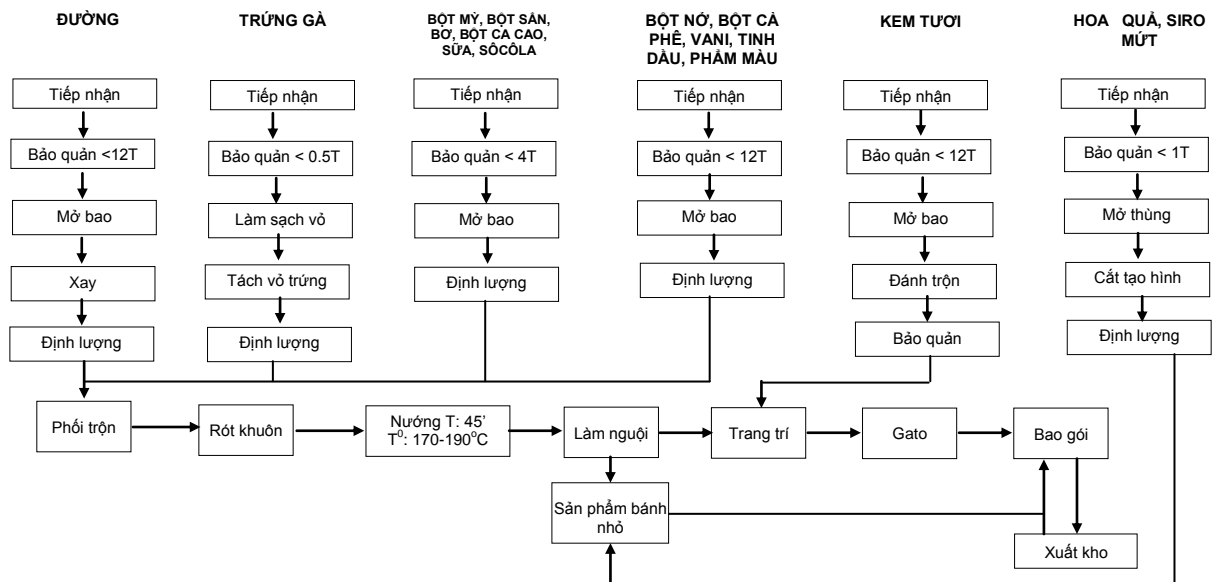 ĐƯỜNG
TRỨNG GÀ
BỘT MỲ, BỘT SẮN,
BƠ, BỘT CA CAO,
SỮA, SÔCÔLA
BỘT NỞ, BỘT CÀ
PHÊ, VANI, TINH
DẦU, PHẨM MÀU
KEM TƯƠI
HOA QUẢ, SIRO
MỨT
Tiếp nhận
Tiếp nhận
Tiếp nhận
Tiếp nhận
Tiếp nhận
Tiếp nhận
Bảo quản <12T
Bảo quản < 0.5T
Bảo quản < 4T
Bảo quản < 12T
Bảo quản < 12T
Bảo quản < 1T
Mở bao
Làm sạch vỏ
Mở bao
Mở bao
Mở bao
Mở thùng
Xay
Tách vỏ trứng
Định lượng
Định lượng
Đánh trộn
Cắt tạo hình
Định lượng
Định lượng
Bảo quản
Định lượng
Phối trộn
Rót khuôn
Nướng T: 45’
T⁰: 170-190°C
Làm nguội
Trang trí
Gato
Bao gói
Sản phẩm bánh
nhỏ
Xuất kho